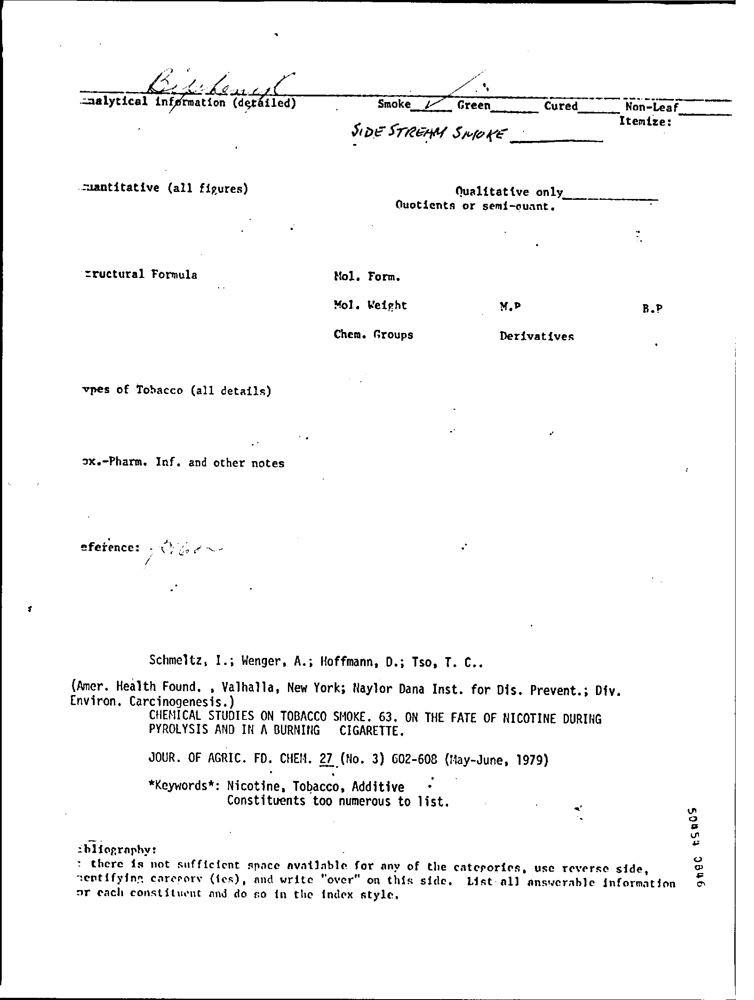 Biphenyl
analytical information (detailed) Smoke ✓ Green Cured Non-Leaf
Itemize:
SIDE STREAM SMOKE
uantitative (all figures) Qualitative only
Quotients or semi-quant.
tructural Formula Mol. Form.
Mol. Weight M.P B.P
Chem. Groups Derivatives
ypes of Tobacco (all details)
ox.-Pharm. Inf. and other notes
eference:
Schmeltz, I.; Wenger, A.; Hoffmann, D.; Tso, T. C..
(Amer. Health Found. , Valhalla, New York; Naylor Dana Inst. for Dis. Prevent.; Div.
Environ. Carcinogenesis.)
CHEMICAL STUDIES ON TOBACCO SMOKE. 63. ON THE FATE OF NICOTINE DURING
PYROLYSIS AND IN A BURNING CIGARETTE.
JOUR. OF AGRIC. FD. CHEM. 27 (No. 3) 602-608 (May-June, 1979)
*Keywords*: Nicotine, Tobacco, Additive
Constituents too numerous to list.
ibliography:
: there is not sufficient space available for any of the categories, use reverse side,
dentifying category (ies), and write "over" on this side. List all answerable information
or each constituent and do so in the index style.
50854 0846